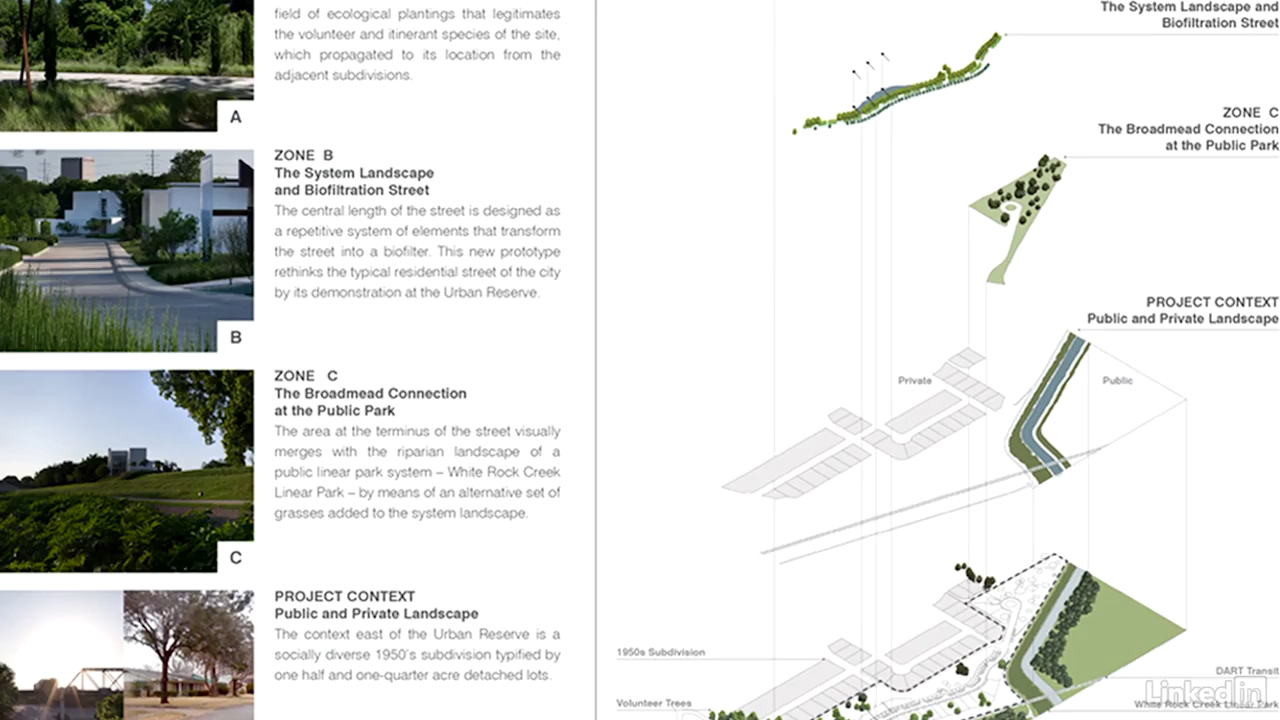 field of ecological plantings that legitimates
the volunteer and itinerant species of the site,
which propagated to its location from the
adjacent subdivisions.
A
ZONE B
The System Landscape
and Biofiltration Street
The central length of the street is designed as
a repetitive system of elements that transform
the street into a biofilter. This new prototype
rethinks the typical residential street of the city
by its demonstration at the Urban Reserve.
B
ZONE C
The Broadmead Connection
at the Public Park
The area at the terminus of the street visually
merges with the riparian landscape of a
public linear park system – White Rock Creek
Linear Park – by means of an alternative set of
grasses added to the system landscape.
C
PROJECT CONTEXT
Public and Private Landscape
The context east of the Urban Reserve is a
socially diverse 1950's subdivision typified by
one half and one-quarter acre detached lots.
The System Landscape and
Biofiltration Street
ZONE C
The Broadmead Connection
at the Public Park
PROJECT CONTEXT
Public and Private Landscape
Private
Public
1950s Subdivision
Volunteer Trees
DART Transit
White Rock Creek Linear Park
LinkedIn